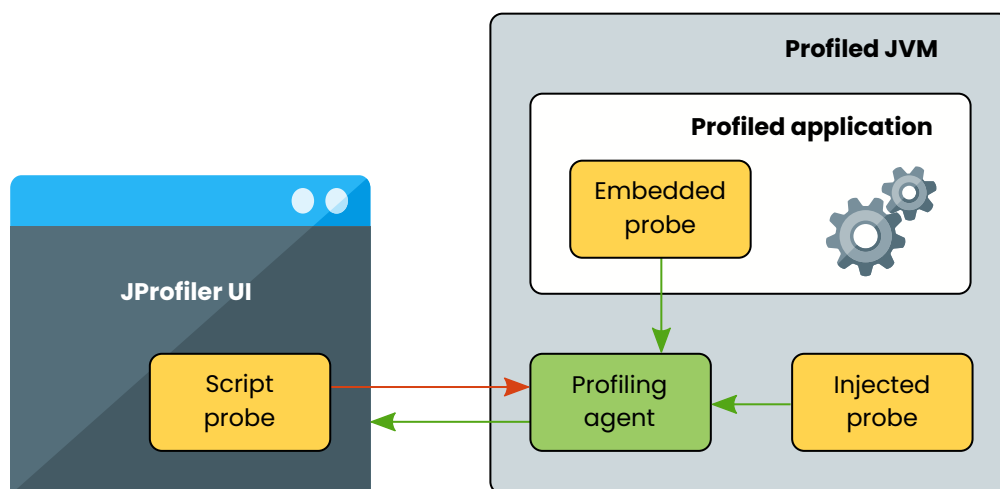 Profiled JVM
Profiled application
Embedded
probe
JProfiler UI
Script
probe
Profiling
agent
Injected
probe